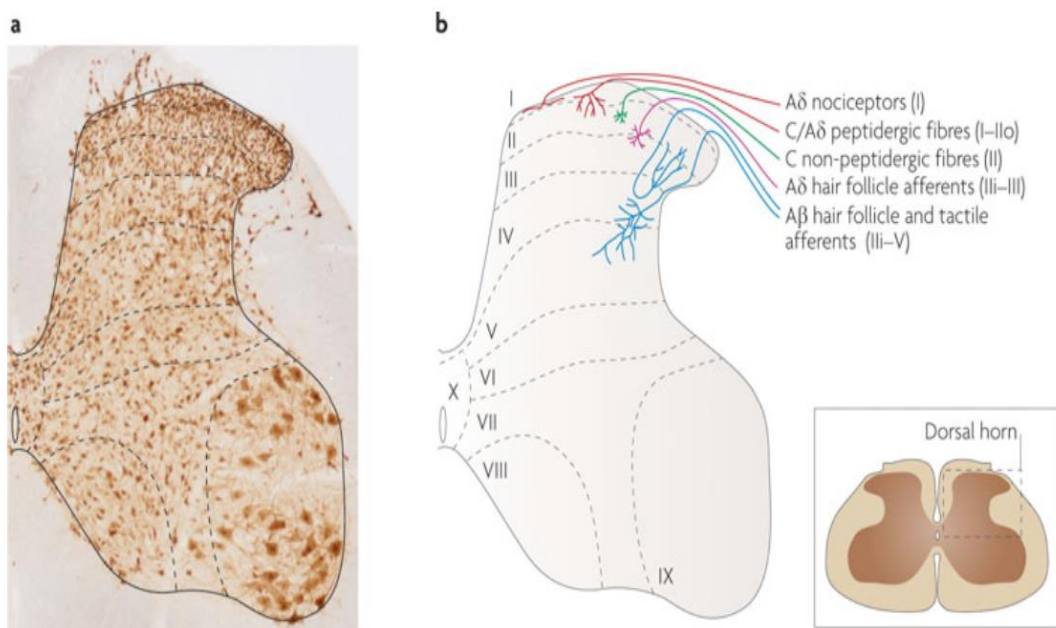 a
b
I
II
III
IV
V
VI
X
VII
VIII
IX
Aδ nociceptors (I)
C/Aδ peptidergic fibres (I–IIo)
C non-peptidergic fibres (II)
Aδ hair follicle afferents (IIi–III)
Aβ hair follicle and tactile
afferents (IIi–V)
Dorsal horn